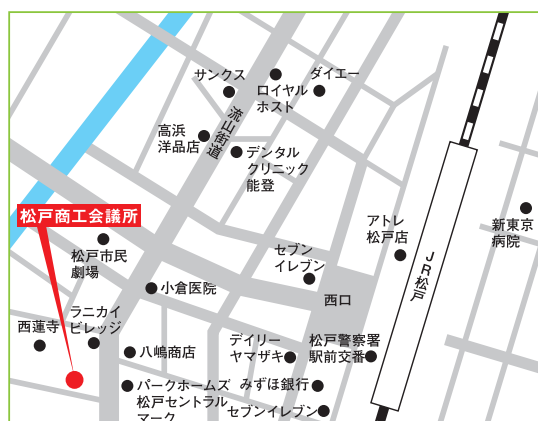 サンクス
ロイヤル
ホスト
ダイエー
流山街道
高浜
洋品店
デンタル
クリニック
能登
松戸商工会議所
松戸市民
劇場
アトレ
松戸店
JR松戸
新東京
病院
セブン
イレブン
小倉医院
西口
ラニカイ
ビレッジ
西蓮寺
八嶋商店
デイリー
ヤマザキ
松戸警察署
駅前交番
パークホームズ
松戸セントラル
マーク
みずほ銀行
セブンイレブン